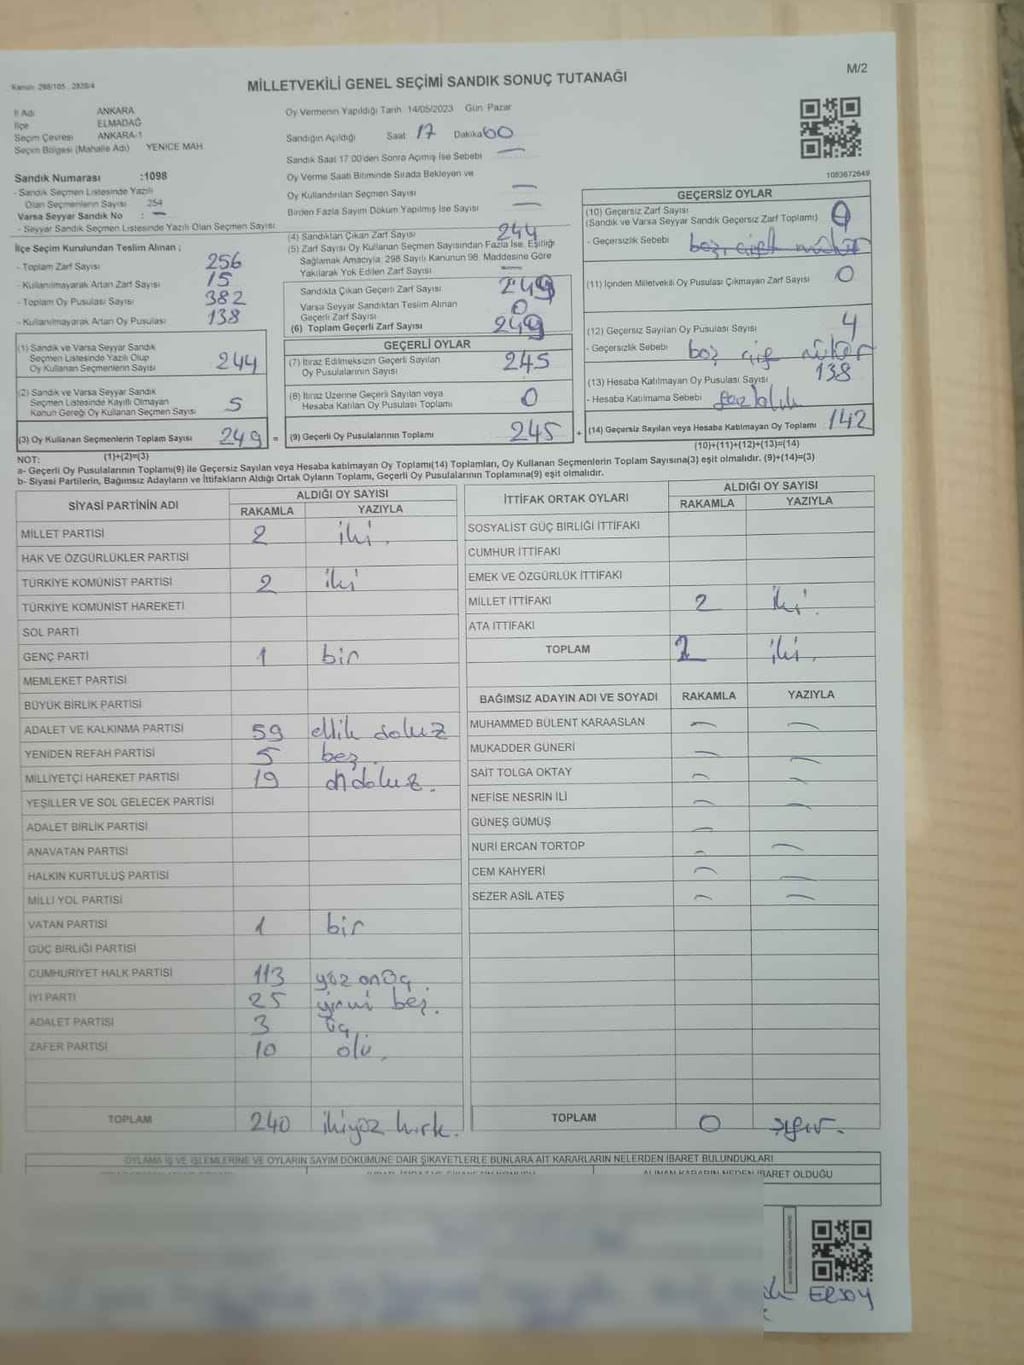 Kanun: 298/105 - 2839/4
M/2
MİLLETVEKİLİ GENEL SEÇİMİ SANDIK SONUÇ TUTANAĞI
İl Adı ANKARA
İlçe ELMADAĞ
Seçim Çevresi ANKARA-1
Seçim Bölgesi (Mahalle Adı) YENİCE MAH
Oy Vermenin Yapıldığı Tarih 14/05/2023 Gün Pazar
Sandığın Açıldığı Saat 17 Dakika 00
Sandık Saat 17:00'den Sonra Açılmış İse Sebebi —
Oy Verme Saati Bitiminde Sırada Bekleyen ve
Oy Kullandırılan Seçmen Sayısı —
Birden Fazla Sayım Döküm Yapılmış İse Sayısı —
Sandık Numarası :1098
- Sandık Seçmen Listesinde Yazılı
Olan Seçmenlerin Sayısı 254
Varsa Seyyar Sandık No : —
- Seyyar Sandık Seçmen Listesinde Yazılı Olan Seçmen Sayısı:
İlçe Seçim Kurulundan Teslim Alınan ;
- Toplam Zarf Sayısı 256
- Kullanılmayarak Artan Zarf Sayısı 15
- Toplam Oy Pusulası Sayısı 382
- Kullanılmayarak Artan Oy Pusulası 138
(1) Sandık ve Varsa Seyyar Sandık
Seçmen Listesinde Yazılı Olup
Oy Kullanan Seçmenlerin Sayısı 244
(2) Sandık ve Varsa Seyyar Sandık
Seçmen Listesinde Kayıtlı Olmayan
Kanun Gereği Oy Kullanan Seçmen Sayısı 5
(3) Oy Kullanan Seçmenlerin Toplam Sayısı 249 =
(1)+(2)=(3)
(4) Sandıktan Çıkan Zarf Sayısı 244
(5) Zarf Sayısı Oy Kullanan Seçmen Sayısından Fazla İse, Eşitliği
Sağlamak Amacıyla, 298 Sayılı Kanunun 98. Maddesine Göre
Yakılarak Yok Edilen Zarf Sayısı —
Sandıkta Çıkan Geçerli Zarf Sayısı 249
Varsa Seyyar Sandıktan Teslim Alınan
Geçerli Zarf Sayısı 0
(6) Toplam Geçerli Zarf Sayısı 249
GEÇERLİ OYLAR
(7) İtiraz Edilmeksizin Geçerli Sayılan
Oy Pusulalarının Sayısı 245
(8) İtiraz Üzerine Geçerli Sayılan veya
Hesaba Katılan Oy Pusulası Toplamı 0
(9) Geçerli Oy Pusulalarının Toplamı 245 +
1083672649
GEÇERSİZ OYLAR
(10) Geçersiz Zarf Sayısı
(Sandık ve Varsa Seyyar Sandık Geçersiz Zarf Toplamı) 0
- Geçersizlik Sebebi boş, çift mühür
(11) İçinden Milletvekili Oy Pusulası Çıkmayan Zarf Sayısı 0
(12) Geçersiz Sayılan Oy Pusulası Sayısı 4
- Geçersizlik Sebebi boş çift mühür
(13) Hesaba Katılmayan Oy Pusulası Sayısı 138
- Hesaba Katılmama Sebebi fazlalık
(14) Geçersiz Sayılan veya Hesaba Katılmayan Oy Toplamı 142
(10)+(11)+(12)+(13)=(14)
NOT:
a- Geçerli Oy Pusulalarının Toplamı(9) ile Geçersiz Sayılan veya Hesaba katılmayan Oy Toplamı(14) Toplamları, Oy Kullanan Seçmenlerin Toplam Sayısına(3) eşit olmalıdır. (9)+(14)=(3)
b- Siyasi Partilerin, Bağımsız Adayların ve İttifakların Aldığı Ortak Oyların Toplamı, Geçerli Oy Pusulalarının Toplamına(9) eşit olmalıdır.
SİYASİ PARTİNİN ADI ALDIĞI OY SAYISI
RAKAMLA YAZIYLA
MİLLET PARTİSİ 2 iki.
HAK VE ÖZGÜRLÜKLER PARTİSİ
TÜRKİYE KOMÜNİST PARTİSİ 2 iki
TÜRKİYE KOMÜNİST HAREKETİ
SOL PARTİ
GENÇ PARTİ 1 bir
MEMLEKET PARTİSİ
BÜYÜK BİRLİK PARTİSİ
ADALET VE KALKINMA PARTİSİ 59 ellik dokuz
YENİDEN REFAH PARTİSİ 5 beş
MİLLİYETÇİ HAREKET PARTİSİ 19 ondokuz.
YEŞİLLER VE SOL GELECEK PARTİSİ
ADALET BİRLİK PARTİSİ
ANAVATAN PARTİSİ
HALKIN KURTULUŞ PARTİSİ
MİLLİ YOL PARTİSİ
VATAN PARTİSİ 1 bir
GÜÇ BİRLİĞİ PARTİSİ
CUMHURİYET HALK PARTİSİ 113 yüz onüç.
İYİ PARTİ 25 yirmi beş.
ADALET PARTİSİ 3 üç
ZAFER PARTİSİ 10 on.
TOPLAM 240 ikiyüz kırk.
İTTİFAK ORTAK OYLARI ALDIĞI OY SAYISI
RAKAMLA YAZIYLA
SOSYALİST GÜÇ BİRLİĞİ İTTİFAKI
CUMHUR İTTİFAKI
EMEK VE ÖZGÜRLÜK İTTİFAKI
MİLLET İTTİFAKI 2 iki.
ATA İTTİFAKI
TOPLAM 2 iki.
BAĞIMSIZ ADAYIN ADI VE SOYADI RAKAMLA YAZIYLA
MUHAMMED BÜLENT KARAASLAN — —
MUKADDER GÜNERİ — —
SAİT TOLGA OKTAY — —
NEFİSE NESRİN İLİ — —
GÜNEŞ GÜMÜŞ —
NURİ ERCAN TORTOP — —
CEM KAHYERİ — —
SEZER ASİL ATEŞ — —
TOPLAM 0 sıfır.
OYLAMA İŞ VE İŞLEMLERİNE VE OYLARIN SAYIM DÖKÜMÜNE DAİR ŞİKAYETLERLE BUNLARA AİT KARARLARIN NELERDEN İBARET BULUNDUKLARI
ALINAN KARARIN NEDEN İBARET OLDUĞU
ERSOY